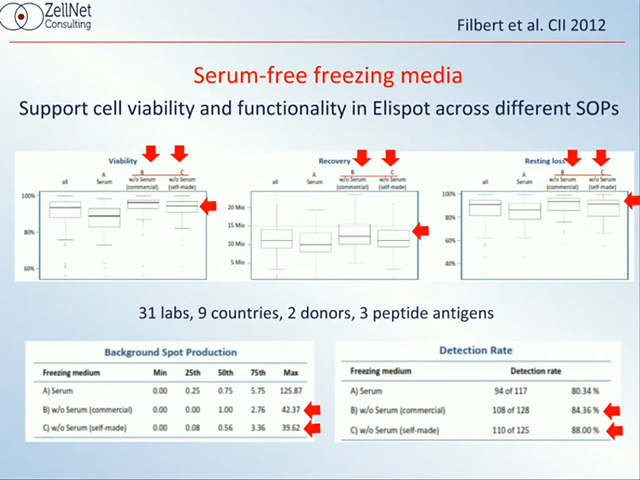 ZellNet
Consulting
Filbert et al. CII 2012
Serum-free freezing media
Support cell viability and functionality in Elispot across different SOPs
Viability
all
A
Serum
B
w/o Serum
(commercial)
C
w/o Serum
(self-made)
100%
80%
60%
Recovery
all
A
Serum
B
w/o Serum
(commercial)
C
w/o Serum
(self-made)
20 Mio
15 Mio
10 Mio
5 Mio
Resting loss
all
A
Serum
B
w/o Serum
(commercial)
C
w/o Serum
(self-made)
100%
80%
60%
40%
31 labs, 9 countries, 2 donors, 3 peptide antigens
Background Spot Production
Freezing medium Min 25th 50th 75th Max
A) Serum 0.00 0.25 0.75 5.75 125.87
B) w/o Serum (commercial) 0.00 0.00 1.00 2.76 42.37
C) w/o Serum (self-made) 0.00 0.08 0.56 3.36 39.62
Detection Rate
Freezing medium Detection rate
A) Serum 94 of 117 80.34 %
B) w/o Serum (commercial) 108 of 128 84.36 %
C) w/o Serum (self-made) 110 of 125 88.00 %